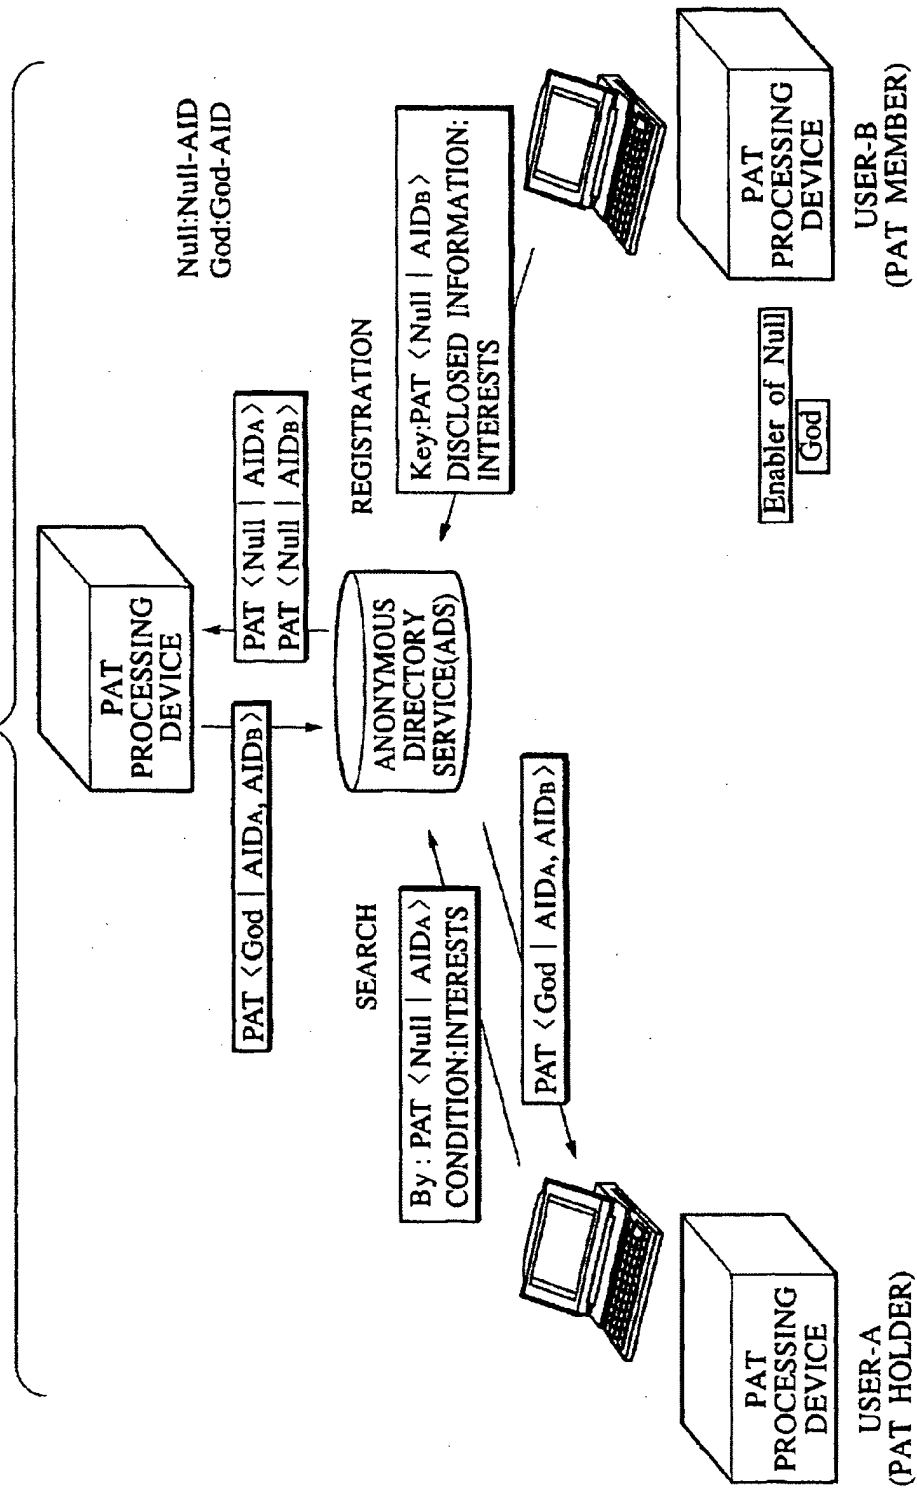 Null:Null-AID
God:God-AID
PAT
PROCESSING
DEVICE
PAT <God | AIDA, AIDB>
PAT <Null | AIDA>
PAT <Null | AIDB>
ANONYMOUS
DIRECTORY
SERVICE(ADS)
SEARCH
By : PAT <Null | AIDA>
CONDITION:INTERESTS
PAT <God | AIDA, AIDB>
REGISTRATION
Key:PAT <Null | AIDB>
DISCLOSED INFORMATION:
INTERESTS
PAT
PROCESSING
DEVICE
USER-A
(PAT HOLDER)
Enabler of Null
God
PAT
PROCESSING
DEVICE
USER-B
(PAT MEMBER)